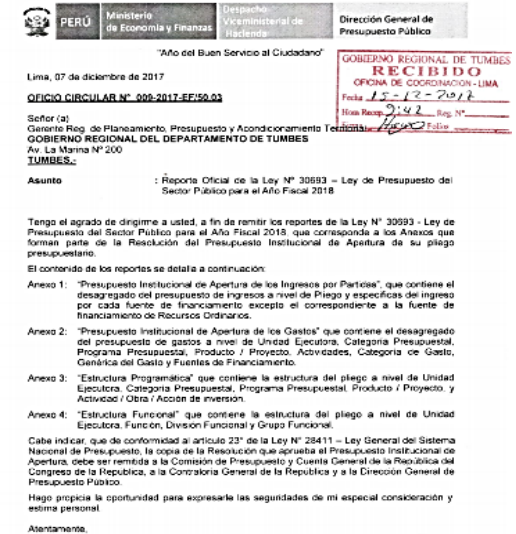 PERÚ
Ministerio
de Economía y Finanzas
Despacho
Viceministerial de
Hacienda
Dirección General de
Presupuesto Público
"Año del Buen Servicio al Ciudadano"
GOBIERNO REGIONAL DE TUMBES
RECIBIDO
OFICINA DE COORDINACION - LIMA
Fecha 15-12-2017
Hora Recep. 9:42 Reg. N°
Folios
Lima, 07 de diciembre de 2017
OFICIO CIRCULAR N° 009-2017-EF/50.03
Señor (a)
Gerente Reg. de Planeamiento, Presupuesto y Acondicionamiento Territorial
GOBIERNO REGIONAL DEL DEPARTAMENTO DE TUMBES
Av. La Marina Nº 200
TUMBES.-
Asunto : Reporte Oficial de la Ley N° 30693 – Ley de Presupuesto del
Sector Público para el Año Fiscal 2018
Tengo el agrado de dirigirme a usted, a fin de remitir los reportes de la Ley N° 30693 - Ley de
Presupuesto del Sector Público para el Año Fiscal 2018, que corresponde a los Anexos que
forman parte de la Resolución del Presupuesto Institucional de Apertura de su pliego
presupuestario.
El contenido de los reportes se detalla a continuación:
Anexo 1: "Presupuesto Institucional de Apertura de los Ingresos por Partidas", que contiene el
desagregado del presupuesto de ingresos a nivel de Pliego y específicas del ingreso
por cada fuente de financiamiento excepto el correspondiente a la fuente de
financiamiento de Recursos Ordinarios.
Anexo 2: "Presupuesto Institucional de Apertura de los Gastos" que contiene el desagregado
del presupuesto de gastos a nivel de Unidad Ejecutora, Categoría Presupuestal,
Programa Presupuestal, Producto / Proyecto, Actividades, Categoría de Gasto,
Genérica del Gasto y Fuentes de Financiamiento.
Anexo 3: "Estructura Programática" que contiene la estructura del pliego a nivel de Unidad
Ejecutora, Categoría Presupuestal, Programa Presupuestal, Producto / Proyecto, y
Actividad / Obra / Acción de inversión.
Anexo 4: "Estructura Funcional" que contiene la estructura del pliego a nivel de Unidad
Ejecutora, Función, División Funcional y Grupo Funcional.
Cabe indicar, que de conformidad al artículo 23° de la Ley N° 28411 – Ley General del Sistema
Nacional de Presupuesto, la copia de la Resolución que aprueba el Presupuesto Institucional de
Apertura, debe ser remitida a la Comisión de Presupuesto y Cuenta General de la República del
Congreso de la Republica, a la Contraloría General de la Republica y a la Dirección General de
Presupuesto Público.
Hago propicia la oportunidad para expresarle las seguridades de mi especial consideración y
estima personal.
Atentamente,